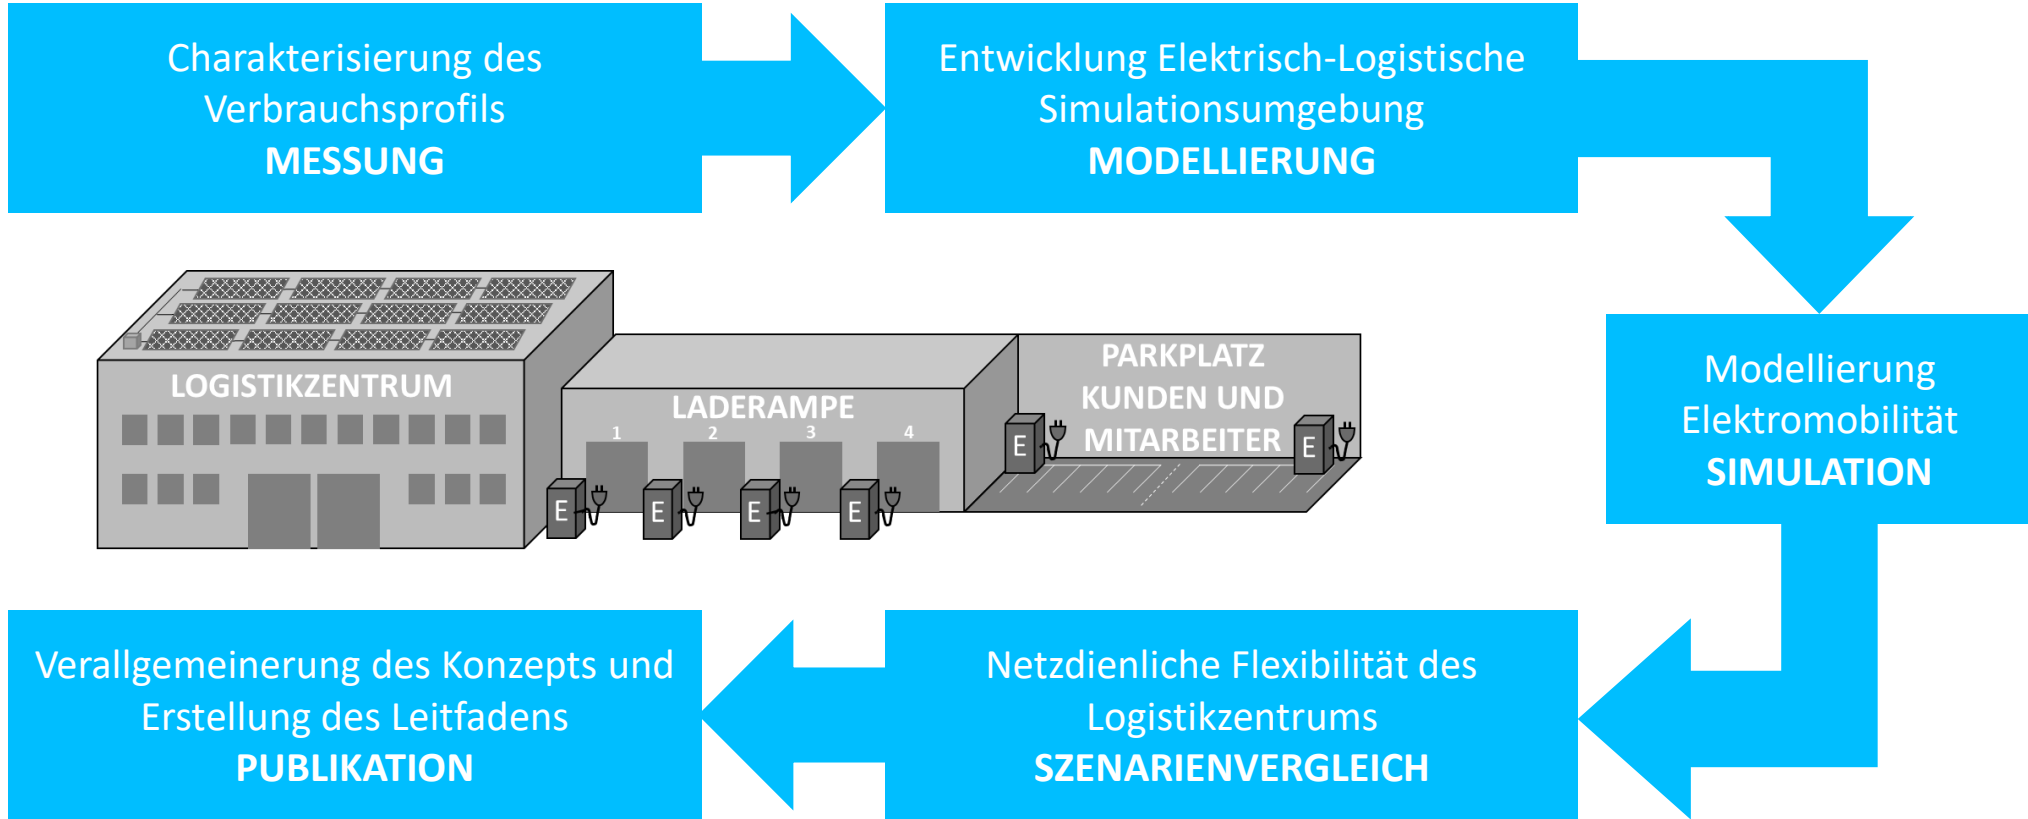 Charakterisierung des
Verbrauchsprofils
MESSUNG
Entwicklung Elektrisch-Logistische
Simulationsumgebung
MODELLIERUNG
LOGISTIKZENTRUM
LADERAMPE
1 2 3 4
PARKPLATZ
KUNDEN UND
MITARBEITER
E E
E E E E
Modellierung
Elektromobilität
SIMULATION
Netzdienliche Flexibilität des
Logistikzentrums
SZENARIENVERGLEICH
Verallgemeinerung des Konzepts und
Erstellung des Leitfadens
PUBLIKATION